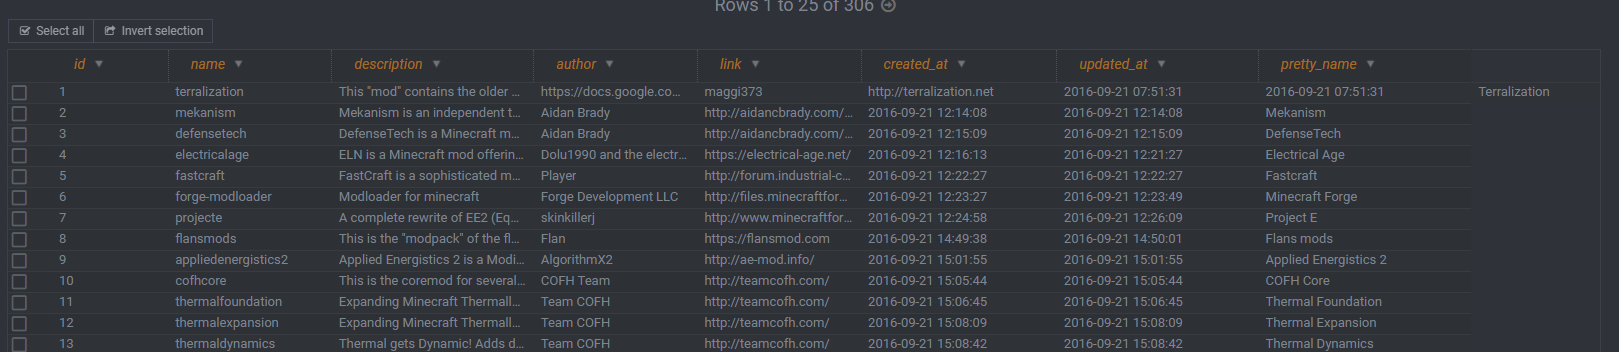 Rows 1 to 25 of 306
Select all Invert selection
id name description author link created_at updated_at pretty_name
1 terralization This "mod" contains the older ... https://docs.google.co... maggi373 http://terralization.net 2016-09-21 07:51:31 2016-09-21 07:51:31 Terralization
2 mekanism Mekanism is an independent t... Aidan Brady http://aidancbrady.com/... 2016-09-21 12:14:08 2016-09-21 12:14:08 Mekanism
3 defensetech DefenseTech is a Minecraft m... Aidan Brady http://aidancbrady.com/... 2016-09-21 12:15:09 2016-09-21 12:15:09 DefenseTech
4 electricalage ELN is a Minecraft mod offerin... Dolu1990 and the electr... https://electrical-age.net/ 2016-09-21 12:16:13 2016-09-21 12:21:27 Electrical Age
5 fastcraft FastCraft is a sophisticated m... Player http://forum.industrial-c... 2016-09-21 12:22:27 2016-09-21 12:22:27 Fastcraft
6 forge-modloader Modloader for minecraft Forge Development LLC http://files.minecraftfor... 2016-09-21 12:23:27 2016-09-21 12:23:49 Minecraft Forge
7 projecte A complete rewrite of EE2 (Eq... skinkillerj http://www.minecraftfor... 2016-09-21 12:24:58 2016-09-21 12:26:09 Project E
8 flansmods This is the "modpack" of the fl... Flan https://flansmod.com 2016-09-21 14:49:38 2016-09-21 14:50:01 Flans mods
9 appliedenergistics2 Applied Energistics 2 is a Modi... AlgorithmX2 http://ae-mod.info/ 2016-09-21 15:01:55 2016-09-21 15:01:55 Applied Energistics 2
10 cofhcore This is the coremod for several... COFH Team http://teamcofh.com/ 2016-09-21 15:05:44 2016-09-21 15:05:44 COFH Core
11 thermalfoundation Expanding Minecraft Thermall... Team COFH http://teamcofh.com/ 2016-09-21 15:06:45 2016-09-21 15:06:45 Thermal Foundation
12 thermalexpansion Expanding Minecraft Thermall... Team COFH http://teamcofh.com/ 2016-09-21 15:08:09 2016-09-21 15:08:09 Thermal Expansion
13 thermaldynamics Thermal gets Dynamic! Adds d... Team COFH http://teamcofh.com/ 2016-09-21 15:08:42 2016-09-21 15:08:42 Thermal Dynamics